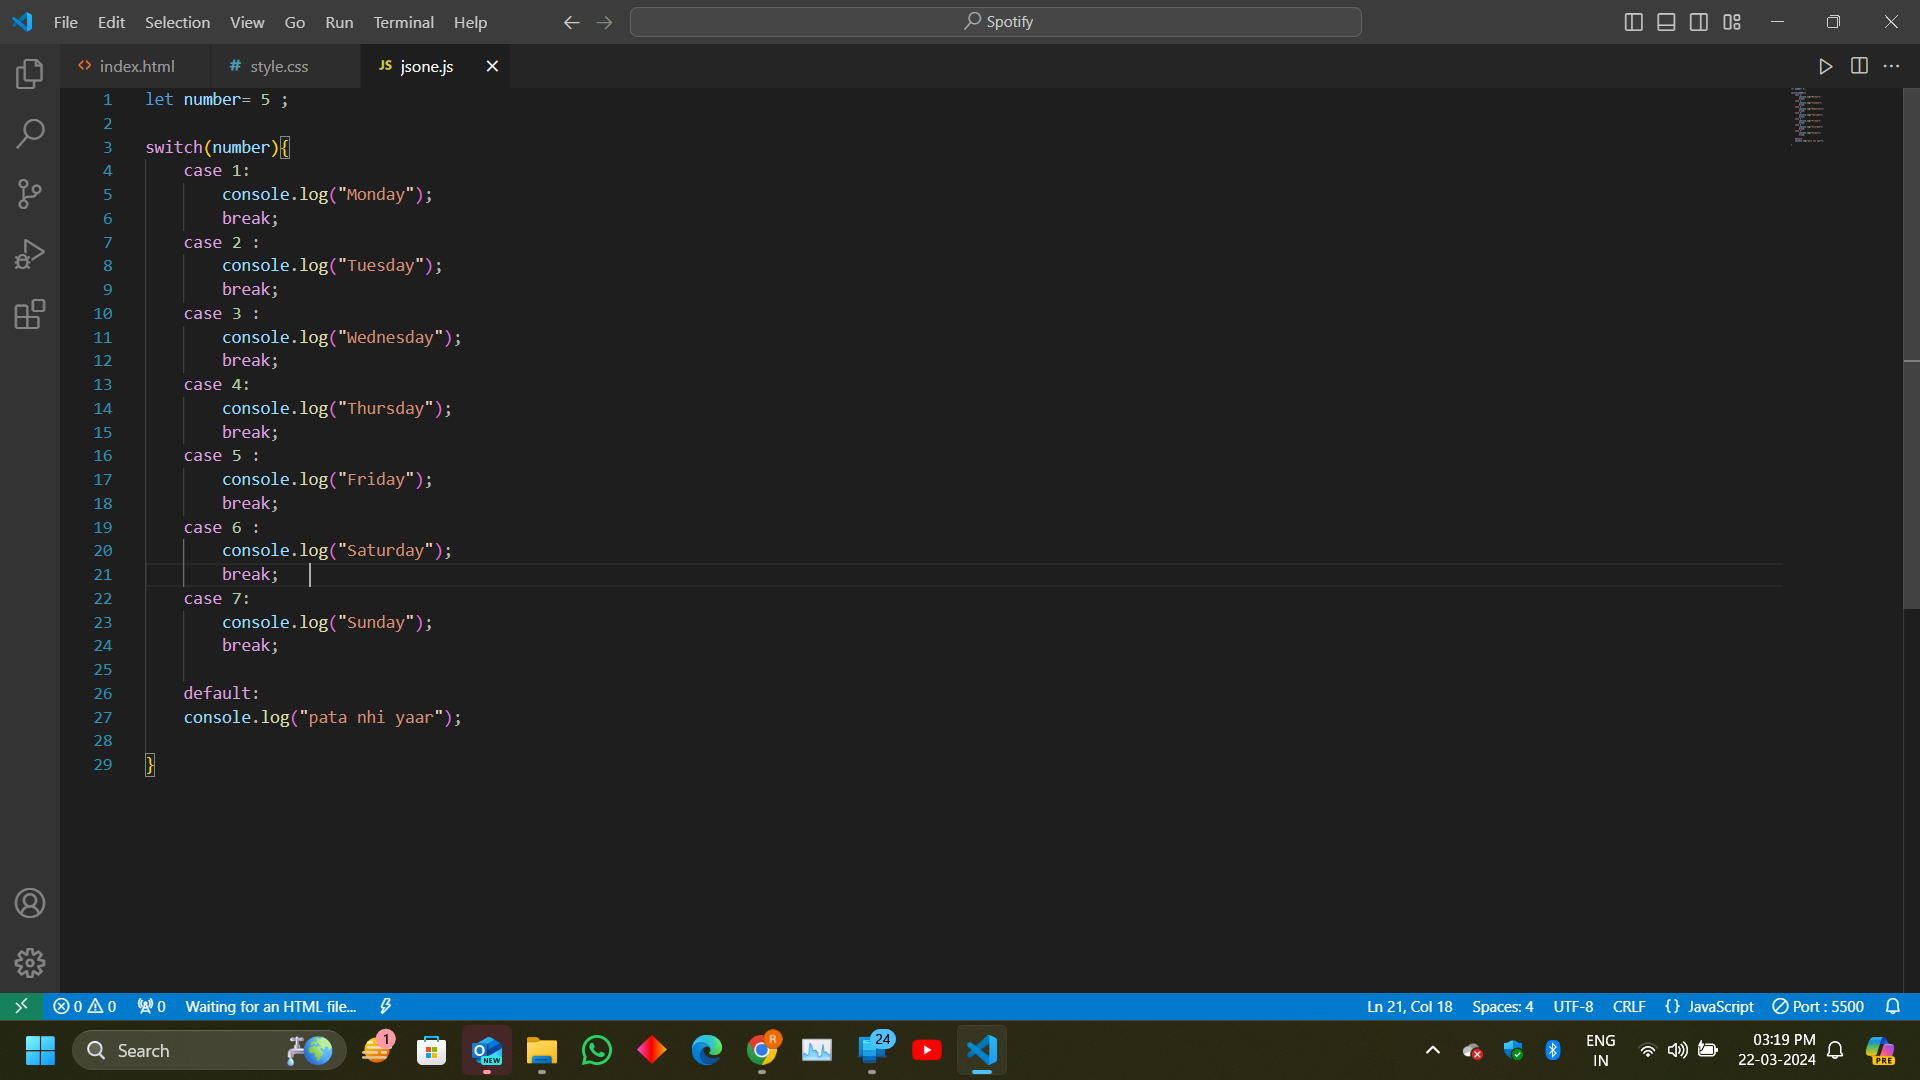 File Edit Selection View Go Run Terminal Help
Spotify
<> index.html
# style.css
JS jsone.js
1 let number= 5 ;
2
3 switch(number){
4 case 1:
5 console.log("Monday");
6 break;
7 case 2 :
8 console.log("Tuesday");
9 break;
10 case 3 :
11 console.log("Wednesday");
12 break;
13 case 4:
14 console.log("Thursday");
15 break;
16 case 5 :
17 console.log("Friday");
18 break;
19 case 6 :
20 console.log("Saturday");
21 break;
22 case 7:
23 console.log("Sunday");
24 break;
25
26 default:
27 console.log("pata nhi yaar");
28
29 }
0 0 0 Waiting for an HTML file... Ln 21, Col 18 Spaces: 4 UTF-8 CRLF {} JavaScript Port : 5500
Search 1 NEW R 24 ENG 03:19 PM
IN 22-03-2024 PRE